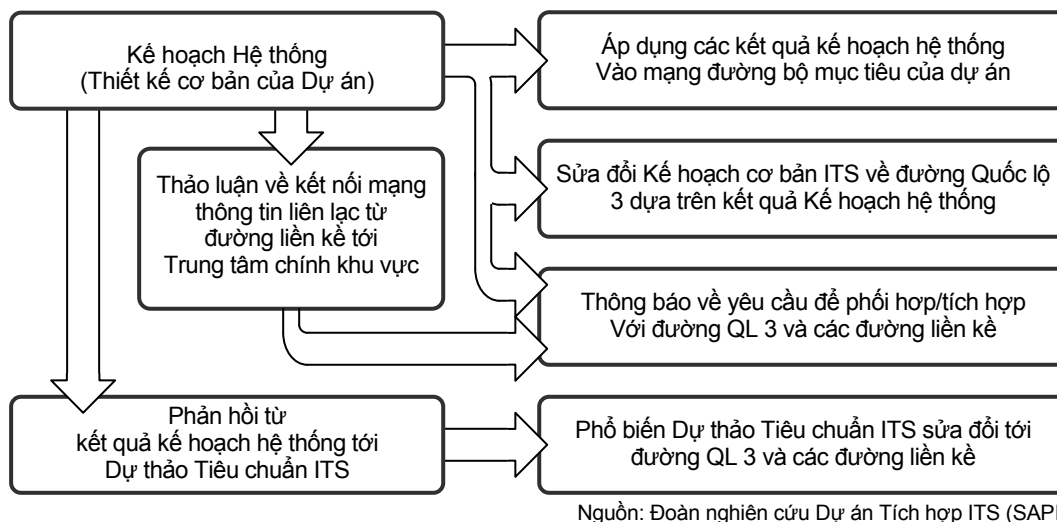 Kế hoạch Hệ thống
(Thiết kế cơ bản của Dự án)
Áp dụng các kết quả kế hoạch hệ thống
Vào mạng đường bộ mục tiêu của dự án
Thảo luận về kết nối mạng
thông tin liên lạc từ
đường liền kề tới
Trung tâm chính khu vực
Sửa đổi Kế hoạch cơ bản ITS về đường Quốc lộ
3 dựa trên kết quả Kế hoạch hệ thống
Thông báo về yêu cầu để phối hơp/tích hợp
Với đường QL 3 và các đường liền kề
Phản hồi từ
kết quả kế hoạch hệ thống tới
Dự thảo Tiêu chuẩn ITS
Phổ biến Dự thảo Tiêu chuẩn ITS sửa đổi tới
đường QL 3 và các đường liền kề
Nguồn: Đoàn nghiên cứu Dự án Tích hợp ITS (SAPI